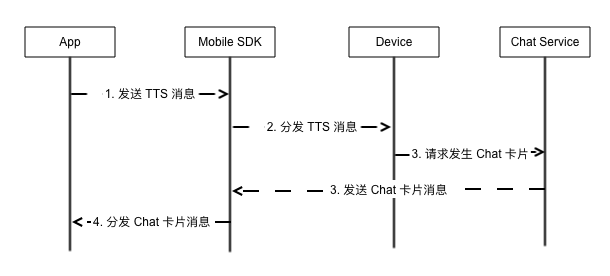 App
Mobile SDK
Device
Chat Service
1. 发送 TTS 消息
2. 分发 TTS 消息
3. 请求发生 Chat 卡片
3. 发送 Chat 卡片消息
4. 分发 Chat 卡片消息